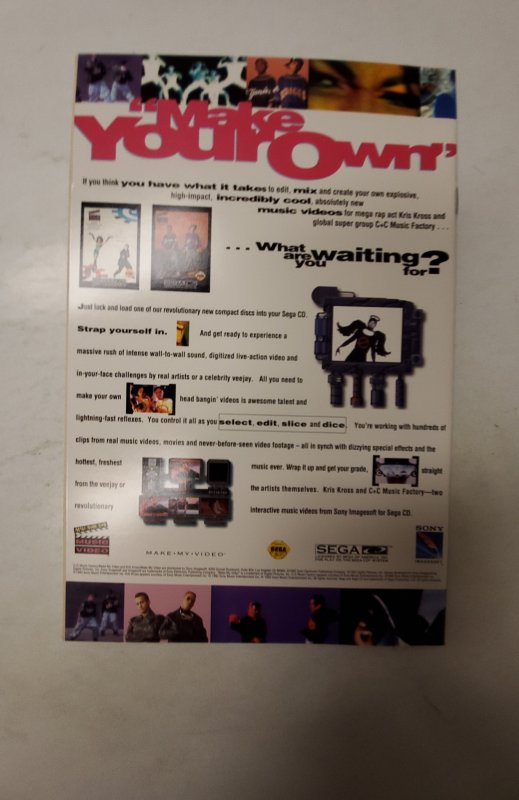 "Make
Your Own"
If you think you have what it takes to edit, mix and create your own explosive,
high-impact, incredibly cool, absolutely new
music videos for mega rap act Kris Kross and
global super group C+C Music Factory . . .
. . . What
are waiting
you for?
Just tuck and load one of our revolutionary new compact discs into your Sega CD.
Strap yourself in. And get ready to experience a
massive rush of intense wall-to-wall sound, digitized live-action video and
in-your-face challenges by real artists or a celebrity veejay. All you need to
make your own head bangin' videos is awesome talent and
lightning-fast reflexes. You control it all as you select, edit, slice and dice. You're working with hundreds of
clips from real music videos, movies and never-before-seen video footage – all in synch with dizzying special effects and the
hottest, freshest music ever. Wrap it up and get your grade, straight
from the veejay or the artists themselves. Kris Kross and C+C Music Factory—two
revolutionary interactive music videos from Sony Imagesoft for Sega CD.
MUSIC
VIDEO
MAKE•MY•VIDEO
SEGA
SEGA CD
SONY
IMAGESOFT